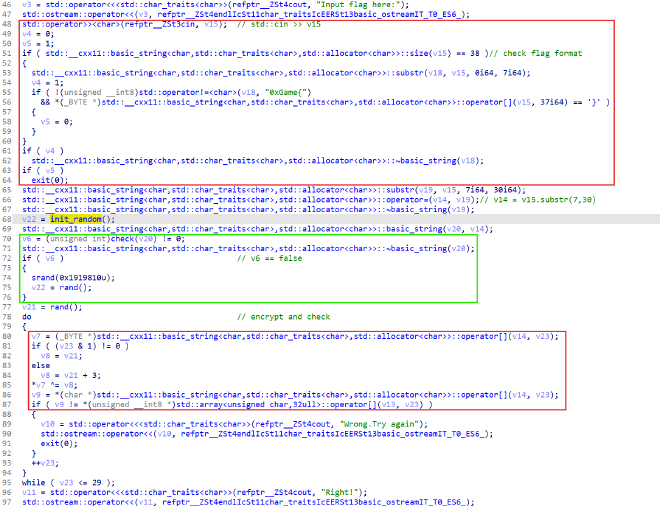 46 v3 = std::operator<<<std::char_traits<char>>(refptr__ZSt4cout, "Input flag here:");
47 std::ostream::operator<<(v3, refptr__ZSt4endlIcSt11char_traitsIcEERSt13basic_ostreamIT_T0_ES6_);
48 std::operator>><char>(refptr__ZSt3cin, v15); // std::cin >> v15
49 v4 = 0;
50 v5 = 1;
51 if ( std::__cxx11::basic_string<char,std::char_traits<char>,std::allocator<char>>::size(v15) == 38 )// check flag format
52 {
53 std::__cxx11::basic_string<char,std::char_traits<char>,std::allocator<char>>::substr(v18, v15, 0i64, 7i64);
54 v4 = 1;
55 if ( !(unsigned __int8)std::operator!=<char>(v18, "0xGame{")
56 && *(_BYTE *)std::__cxx11::basic_string<char,std::char_traits<char>,std::allocator<char>>::operator[](v15, 37i64) == '}' )
57 {
58 v5 = 0;
59 }
60 }
61 if ( v4 )
62 std::__cxx11::basic_string<char,std::char_traits<char>,std::allocator<char>>::~basic_string(v18);
63 if ( v5 )
64 exit(0);
65 std::__cxx11::basic_string<char,std::char_traits<char>,std::allocator<char>>::substr(v19, v15, 7i64, 30i64);
66 std::__cxx11::basic_string<char,std::char_traits<char>,std::allocator<char>>::operator=(v14, v19);// v14 = v15.substr(7,30)
67 std::__cxx11::basic_string<char,std::char_traits<char>,std::allocator<char>>::~basic_string(v19);
68 v22 = init_random();
69 std::__cxx11::basic_string<char,std::char_traits<char>,std::allocator<char>>::basic_string(v20, v14);
70 v6 = (unsigned int)check(v20) != 0;
71 std::__cxx11::basic_string<char,std::char_traits<char>,std::allocator<char>>::~basic_string(v20);
72 if ( v6 ) // v6 == false
73 {
74 srand(0x1919810u);
75 v22 = rand();
76 }
77 v21 = rand();
78 do // encrypt and check
79 {
80 v7 = (_BYTE *)std::__cxx11::basic_string<char,std::char_traits<char>,std::allocator<char>>::operator[](v14, v23);
81 if ( (v23 & 1) != 0 )
82 v8 = v21;
83 else
84 v8 = v21 + 3;
85 *v7 ^= v8;
86 v9 = *(char *)std::__cxx11::basic_string<char,std::char_traits<char>,std::allocator<char>>::operator[](v14, v23);
87 if ( v9 != *(unsigned __int8 *)std::array<unsigned char,32ull>::operator[](v13, v23) )
88 {
89 v10 = std::operator<<<std::char_traits<char>>(refptr__ZSt4cout, "Wrong.Try again");
90 std::ostream::operator<<(v10, refptr__ZSt4endlIcSt11char_traitsIcEERSt13basic_ostreamIT_T0_ES6_);
91 exit(0);
92 }
93 ++v23;
94 }
95 while ( v23 <= 29 );
96 v11 = std::operator<<<std::char_traits<char>>(refptr__ZSt4cout, "Right!");
97 std::ostream::operator<<(v11, refptr__ZSt4endlIcSt11char_traitsIcEERSt13basic_ostreamIT_T0_ES6_);